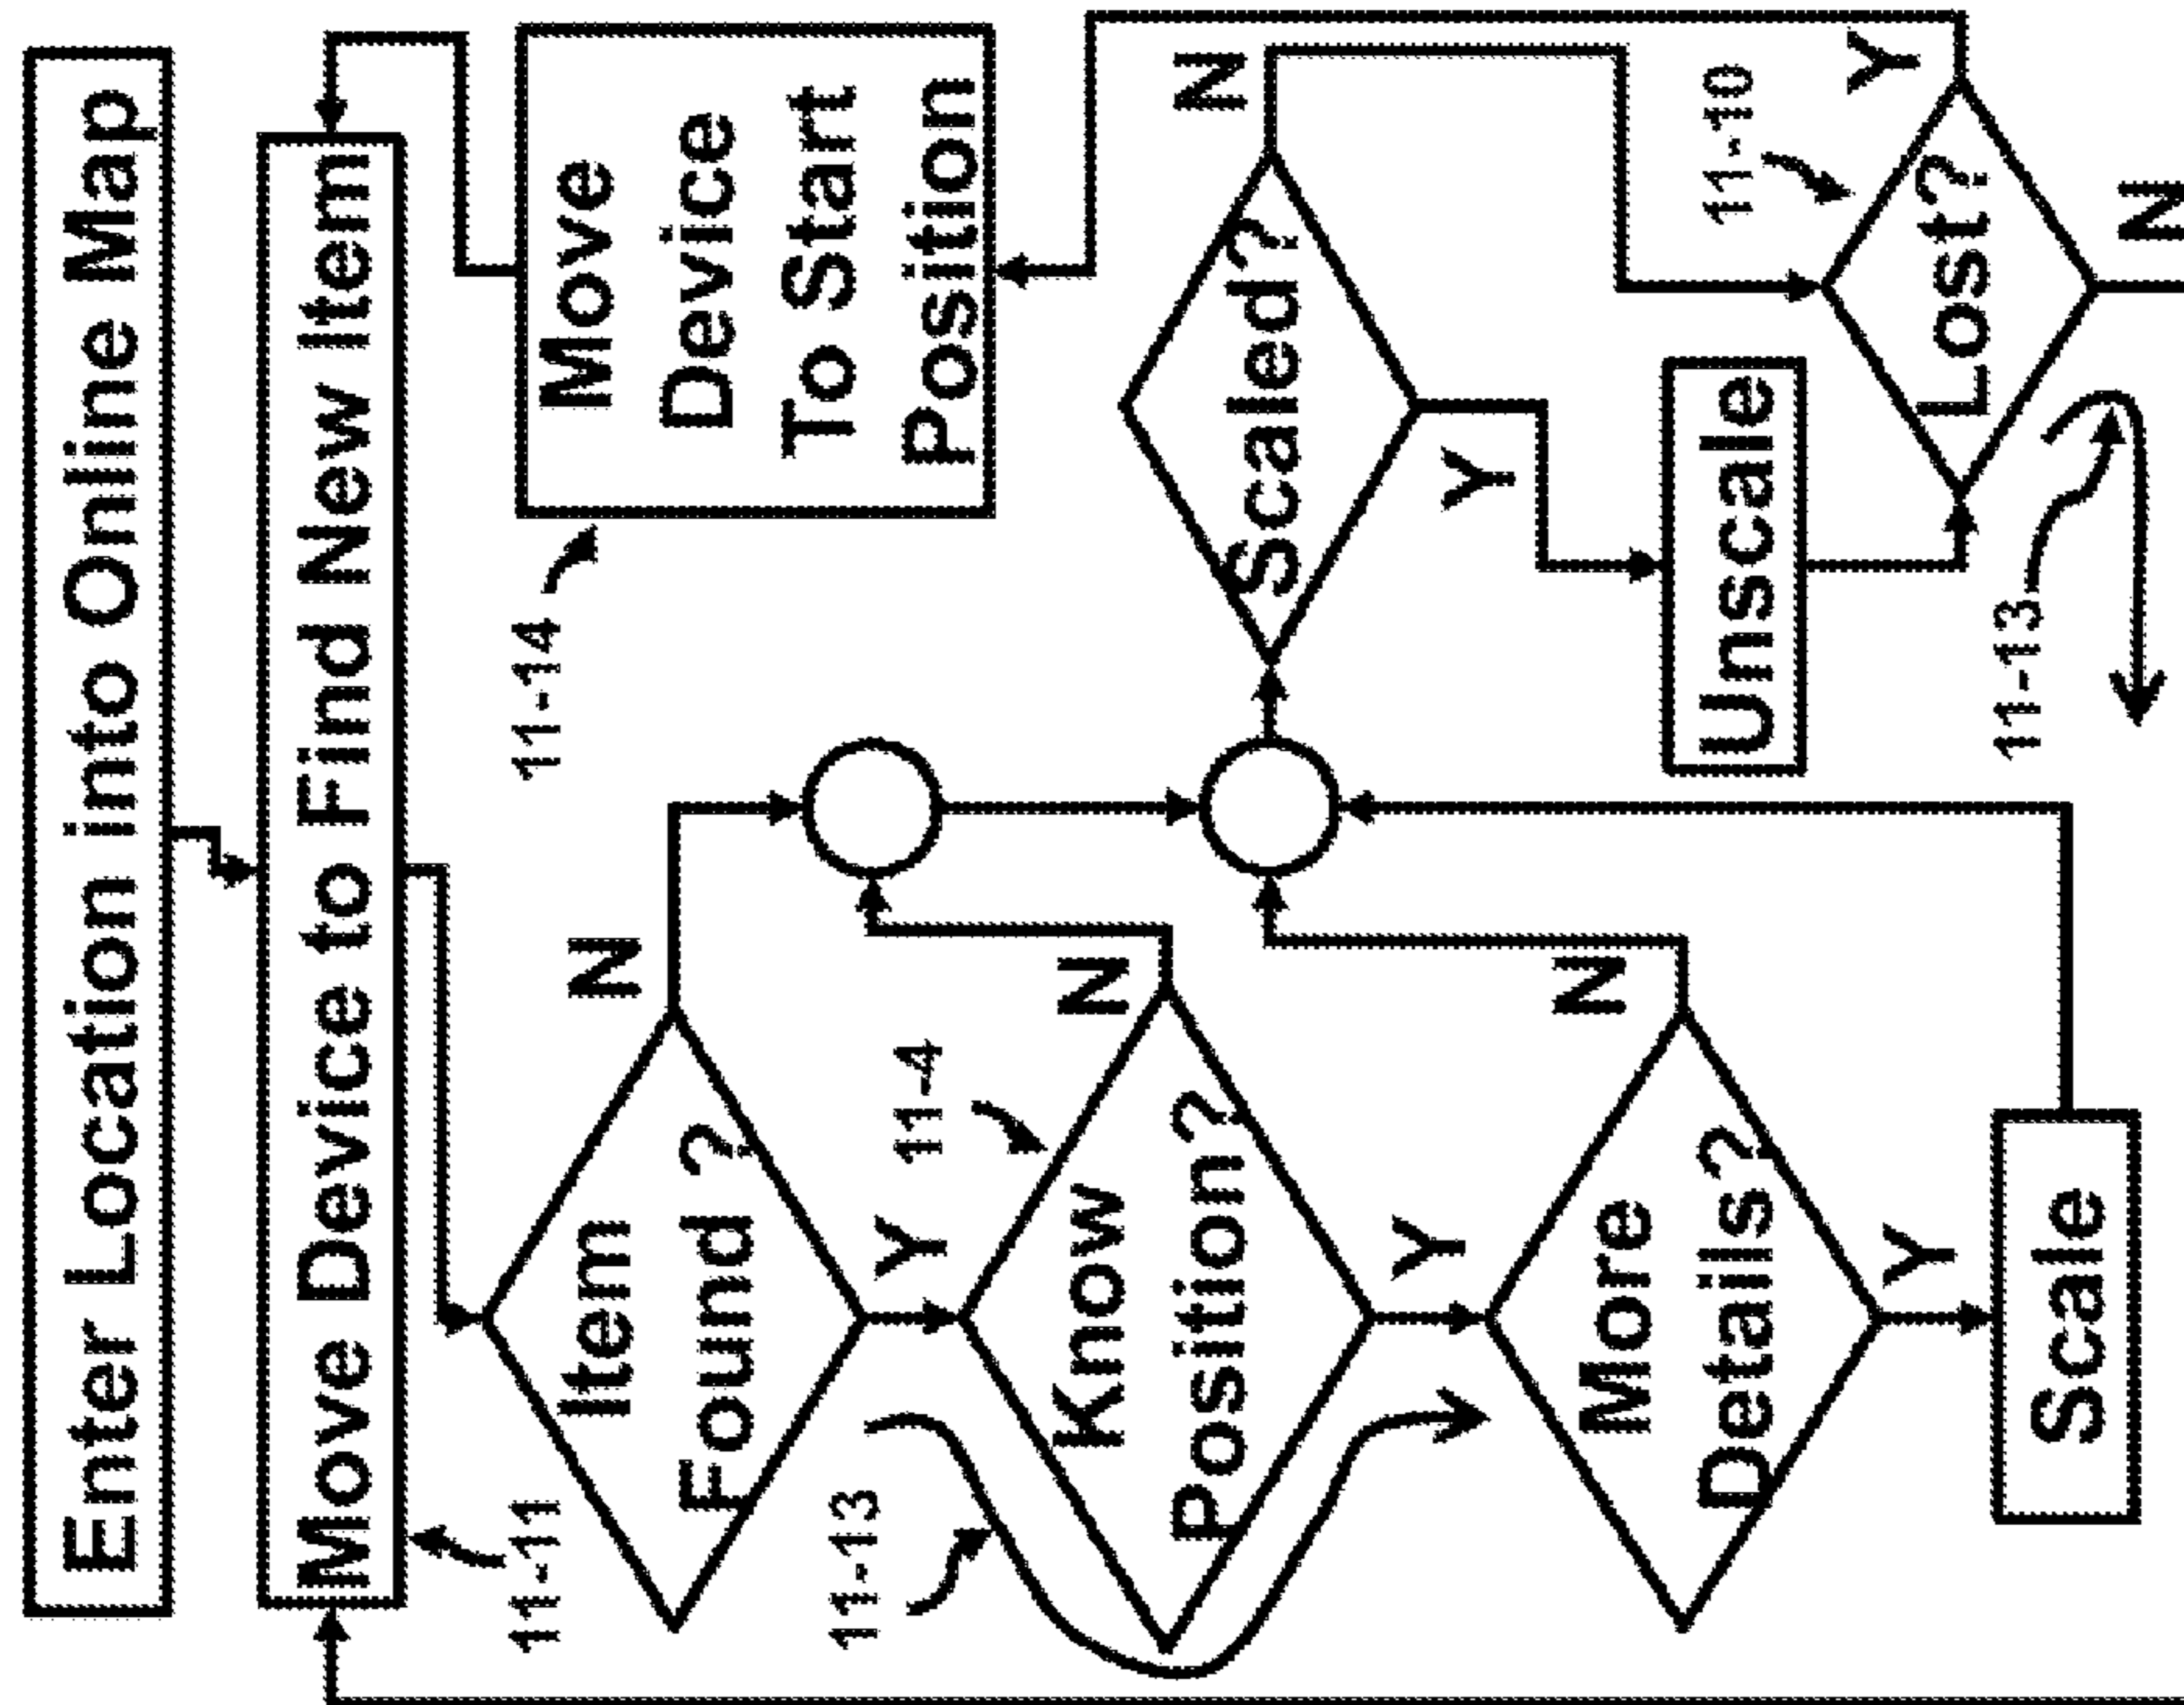 Enter Location into Online Map
Move Device to Find New Item
11-11
11-14
Move
Device
To Start
Position
Item
Found ?
N
Y
11-13
11-4
Know
Position?
N
Y
More
Details?
N
Y
Scale
Scaled?
N
Y
Unscale
11-10
Lost?
Y
N
11-13